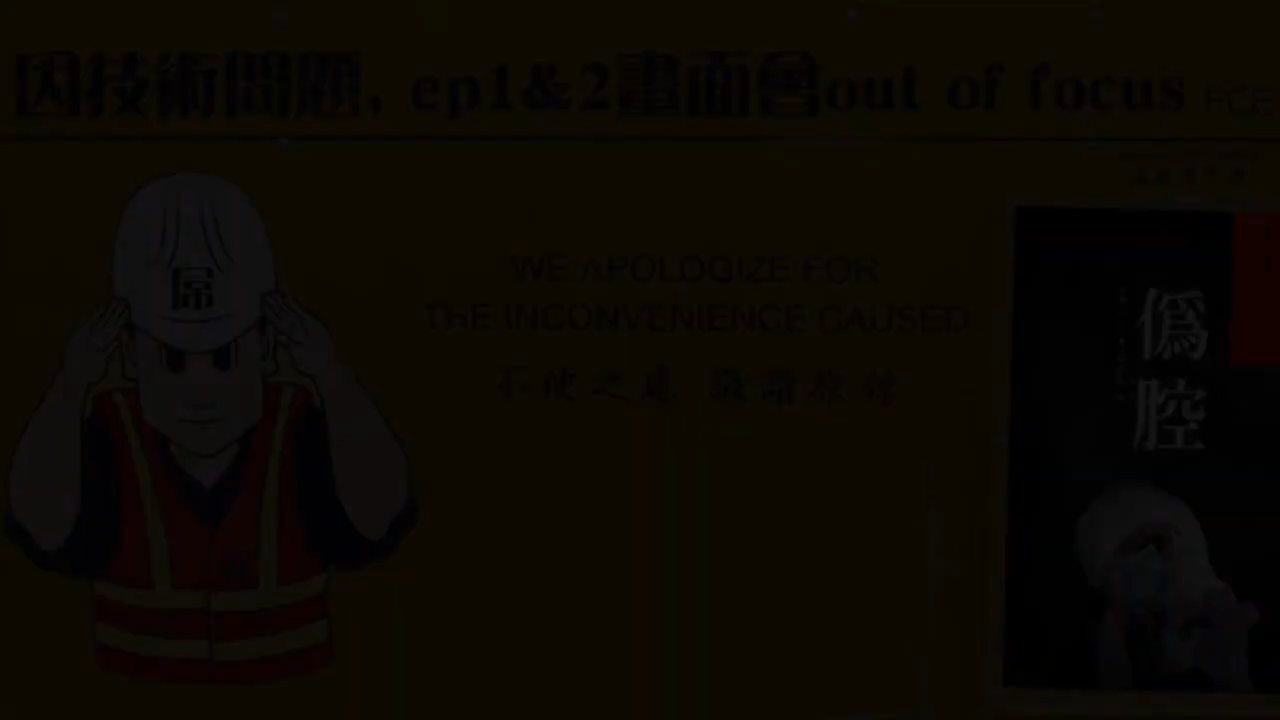 因技術問題, ep1&2畫面會out of focus
屌
WE APOLOGIZE FOR
THE INCONVENIENCE CAUSED
不便之處 敬請原諒
偽
腔